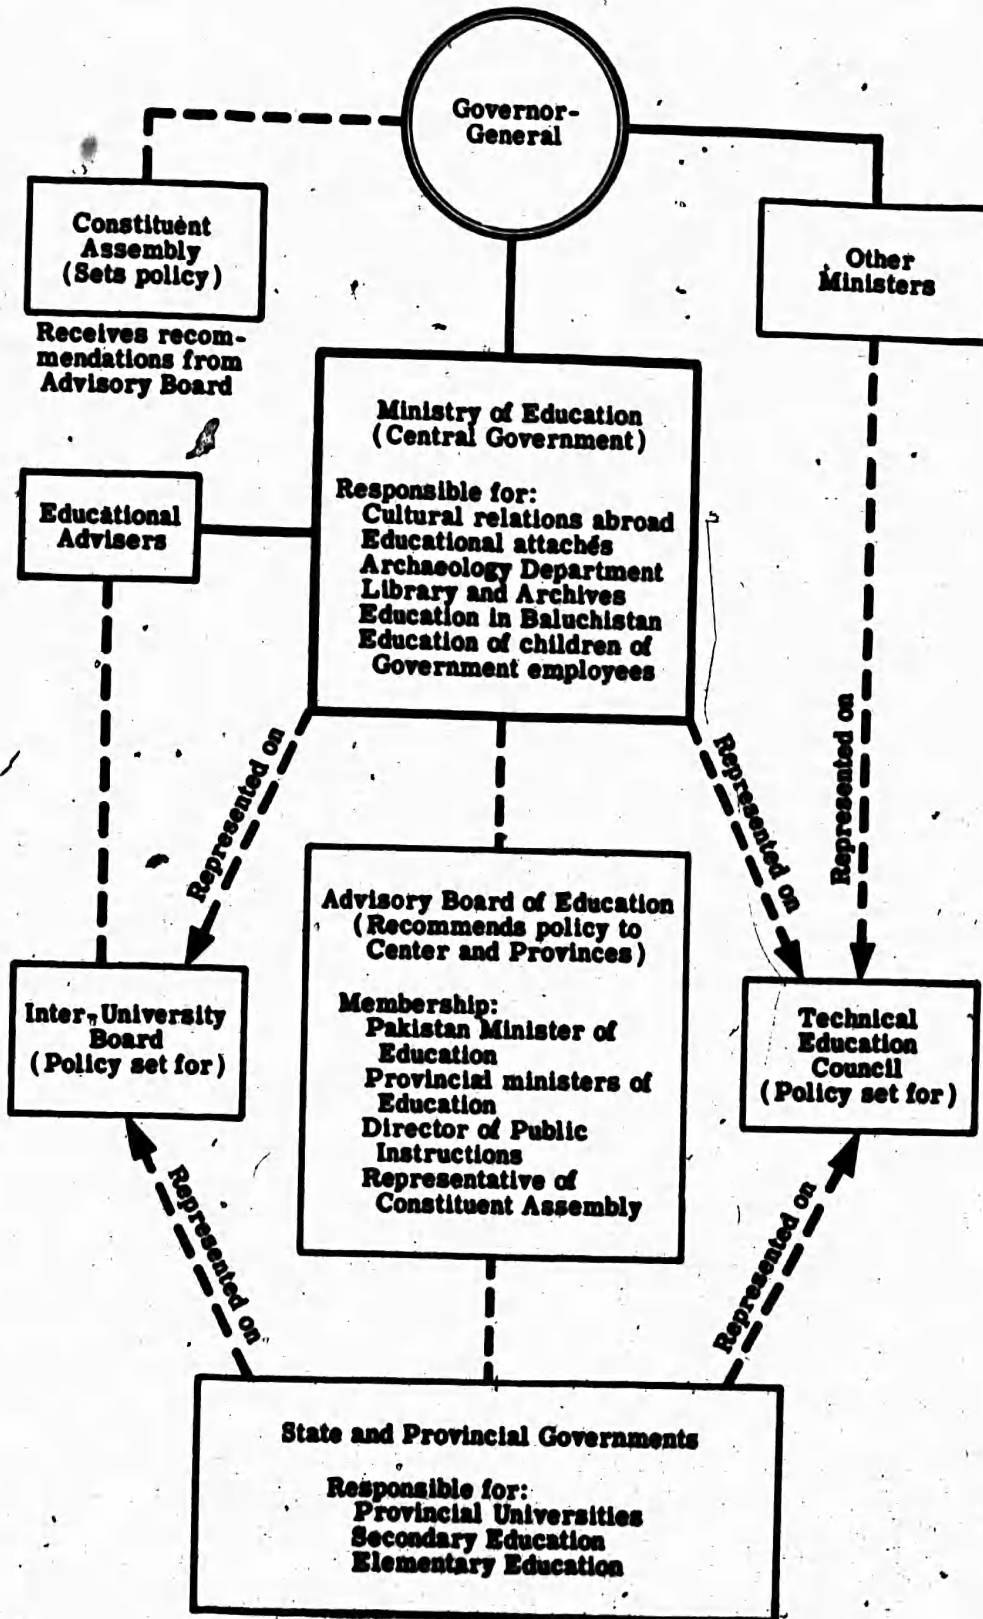 Governor-
General
Constituent
Assembly
(Sets policy)
Receives recom-
mendations from
Advisory Board
Other
Ministers
Ministry of Education
(Central Government)
Responsible for:
Cultural relations abroad
Educational attachés
Archaeology Department
Library and Archives
Education in Baluchistan
Education of children of
Government employees
Educational
Advisers
Represented on
Represented on
Represented on
Advisory Board of Education
(Recommends policy to
Center and Provinces)
Membership:
Pakistan Minister of
Education
Provincial ministers of
Education
Director of Public
Instructions
Representative of
Constituent Assembly
Inter-University
Board
(Policy set for)
Technical
Education
Council
(Policy set for)
Represented on
Represented on
State and Provincial Governments
Responsible for:
Provincial Universities
Secondary Education
Elementary Education